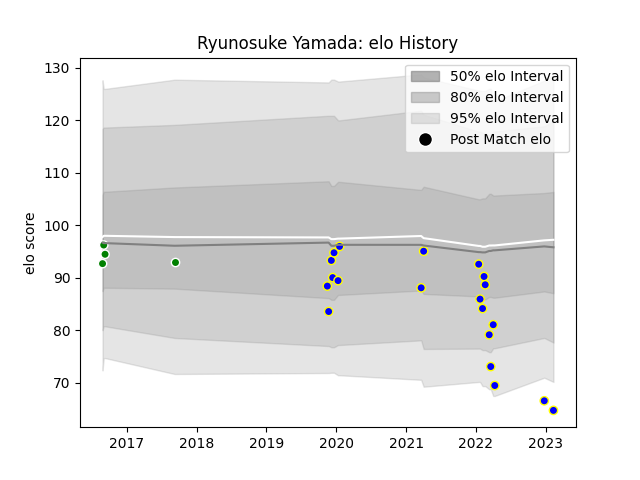 Ryunosuke Yamada: elo History
50% elo Interval
80% elo Interval
95% elo Interval
Post Match elo
elo score
130
120
110
100
90
80
70
2017
2018
2019
2020
2021
2022
2023